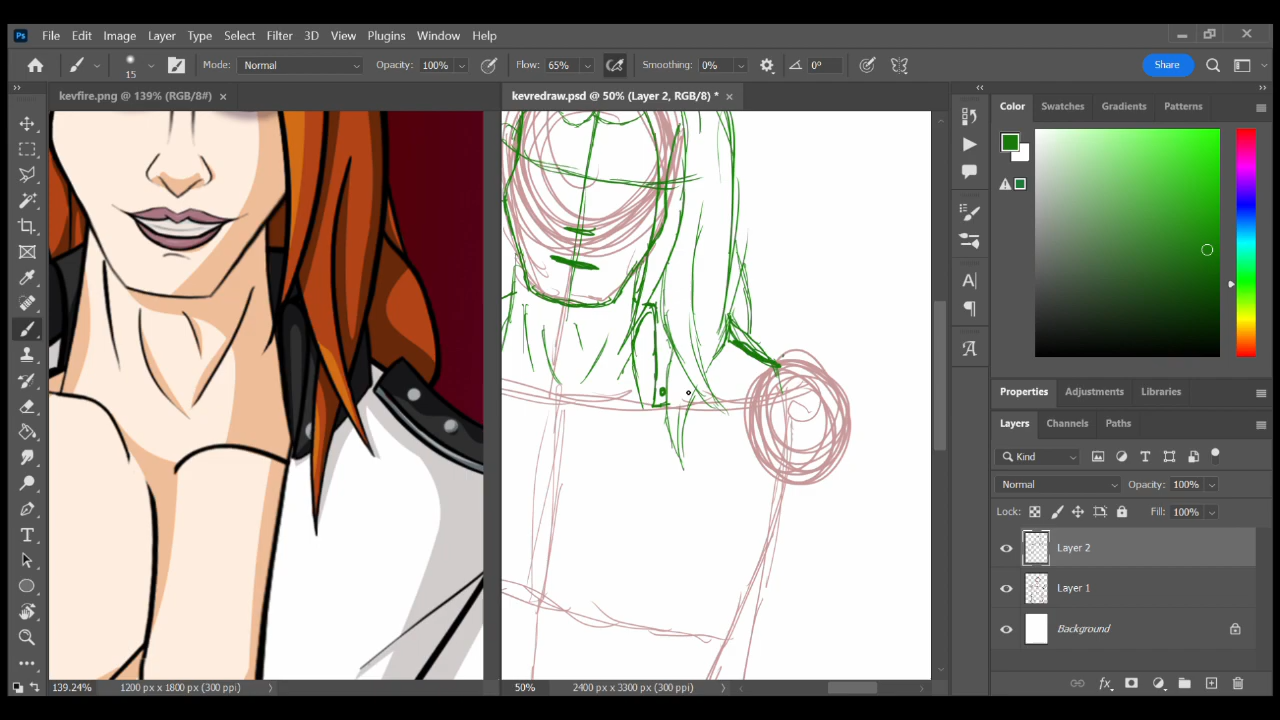 Ps File Edit Image Layer Type Select Filter 3D View Plugins Window Help
15 Mode: Normal Opacity: 100% Flow: 65% Smoothing: 0% 0° Share
kevfire.png @ 139% (RGB/8#) × kevredraw.psd @ 50% (Layer 2, RGB/8) * ×
Color Swatches Gradients Patterns
Properties Adjustments Libraries
Layers Channels Paths
Kind
Normal Opacity: 100%
Lock: Fill: 100%
Layer 2
Layer 1
Background
139.24% 1200 px x 1800 px (300 ppi) 50% 2400 px x 3300 px (300 ppi)